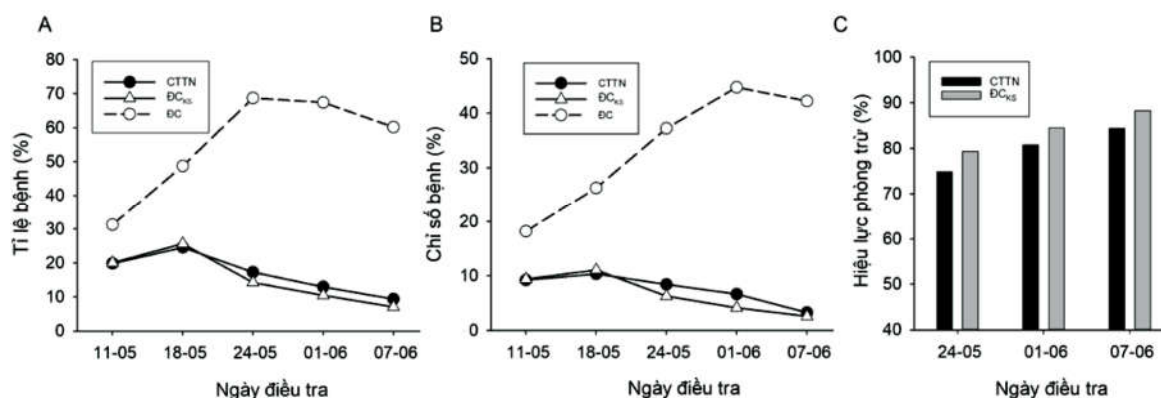 A
Tỉ lệ bệnh (%)
80
70
60
50
40
30
20
10
0
CTTN
ĐCKS
ĐC
11-05 18-05 24-05 01-06 07-06
Ngày điều tra
B
Chỉ số bệnh (%)
50
40
30
20
10
0
CTTN
ĐCKS
ĐC
11-05 18-05 24-05 01-06 07-06
Ngày điều tra
C
Hiệu lực phòng trừ (%)
100
90
80
70
60
50
40
CTTN
ĐCKS
24-05 01-06 07-06
Ngày điều tra